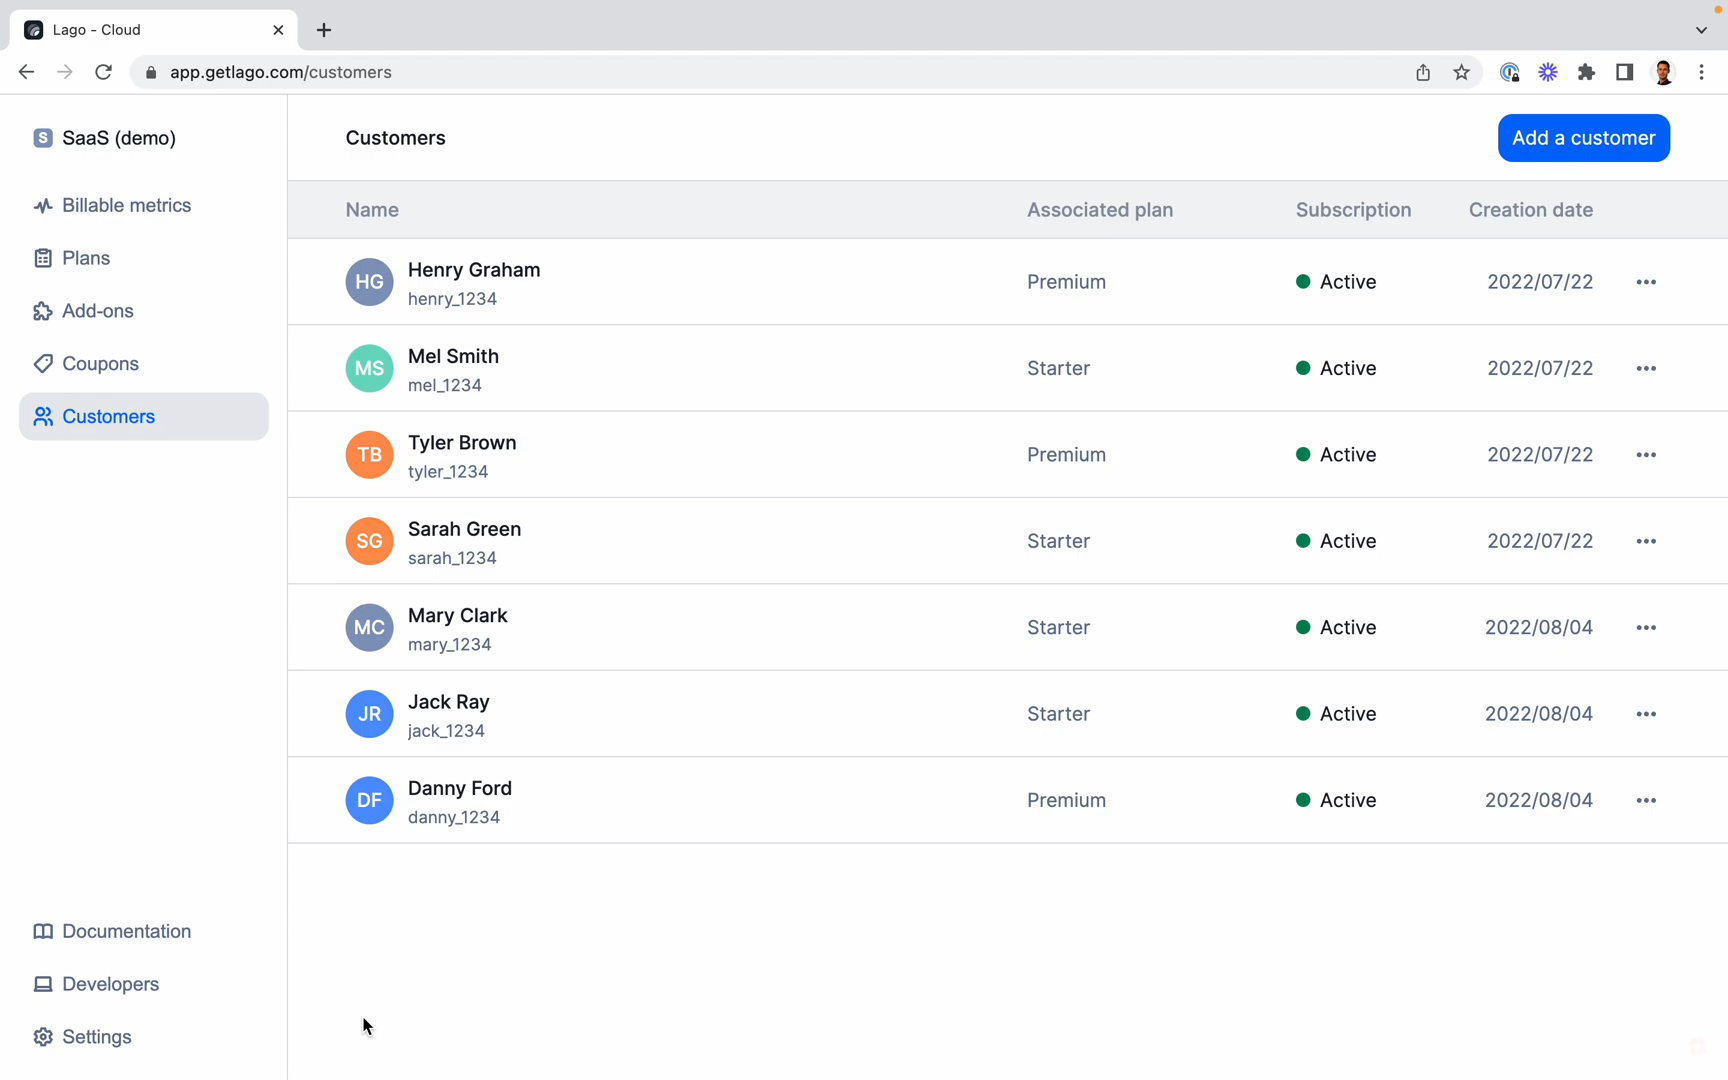 Lago - Cloud
app.getlago.com/customers
S SaaS (demo)
Billable metrics
Plans
Add-ons
Coupons
Customers
Documentation
Developers
Settings
Customers
Add a customer
Name Associated plan Subscription Creation date
HG Henry Graham Premium Active 2022/07/22
henry_1234
MS Mel Smith Starter Active 2022/07/22
mel_1234
TB Tyler Brown Premium Active 2022/07/22
tyler_1234
SG Sarah Green Starter Active 2022/07/22
sarah_1234
MC Mary Clark Starter Active 2022/08/04
mary_1234
JR Jack Ray Starter Active 2022/08/04
jack_1234
DF Danny Ford Premium Active 2022/08/04
danny_1234